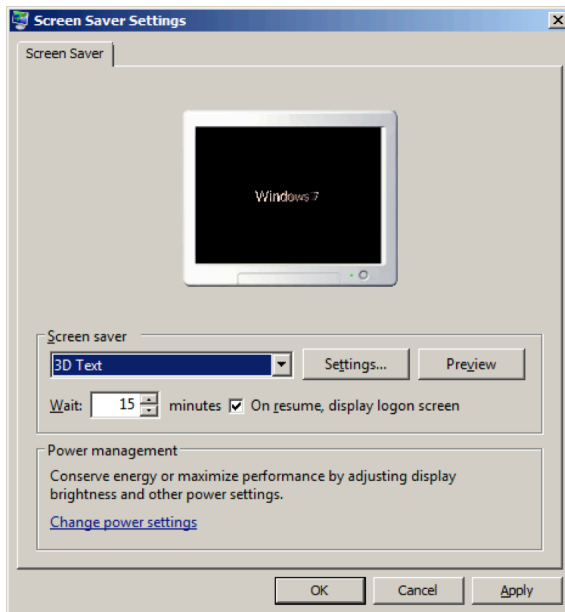 Screen Saver Settings
Screen Saver
Windows 7
Screen saver
3D Text
Settings...
Preview
Wait: 15 minutes On resume, display logon screen
Power management
Conserve energy or maximize performance by adjusting display
brightness and other power settings.
Change power settings
OK Cancel Apply